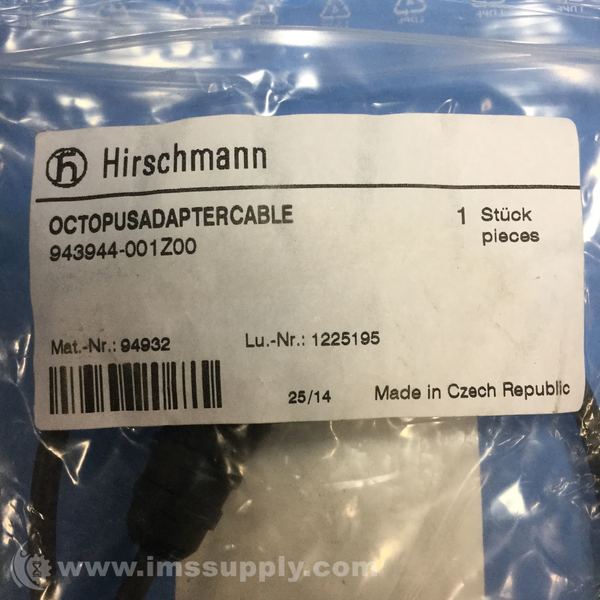 Hirschmann
OCTOPUSADAPTERCABLE
943944-001Z00
1 Stück
pieces
Mat.-Nr.: 94932
Lu.-Nr.: 1225195
25/14
Made in Czech Republic
www.imssupply.com